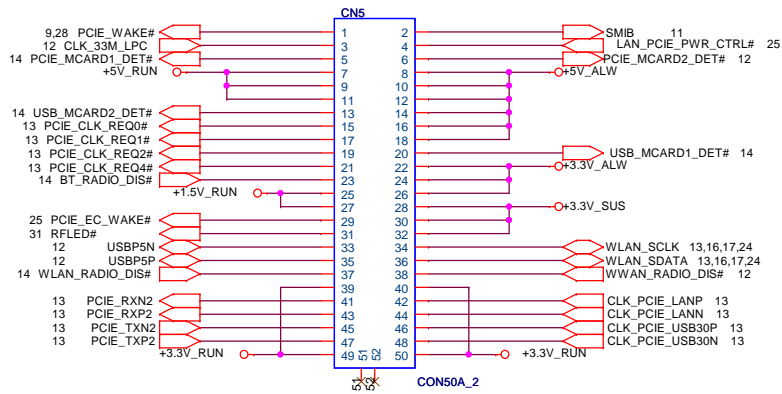 CN5
9,28 PCIE_WAKE# 1 2 SMIB 11
12 CLK_33M_LPC 3 4 LAN_PCIE_PWR_CTRL# 25
14 PCIE_MCARD1_DET# 5 6 PCIE_MCARD2_DET# 12
+5V_RUN 7 8 +5V_ALW
9 10
11 12
14 USB_MCARD2_DET# 13 14
13 PCIE_CLK_REQ0# 15 16
13 PCIE_CLK_REQ1# 17 18
13 PCIE_CLK_REQ2# 19 20 USB_MCARD1_DET# 14
13 PCIE_CLK_REQ4# 21 22 +3.3V_ALW
14 BT_RADIO_DIS# 23 24
+1.5V_RUN 25 26
27 28 +3.3V_SUS
25 PCIE_EC_WAKE# 29 30
31 RFLED# 31 32
12 USBP5N 33 34 WLAN_SCLK 13,16,17,24
12 USBP5P 35 36 WLAN_SDATA 13,16,17,24
14 WLAN_RADIO_DIS# 37 38 WWAN_RADIO_DIS# 12
39 40
13 PCIE_RXN2 41 42 CLK_PCIE_LANP 13
13 PCIE_RXP2 43 44 CLK_PCIE_LANN 13
13 PCIE_TXN2 45 46 CLK_PCIE_USB30P 13
13 PCIE_TXP2 47 48 CLK_PCIE_USB30N 13
+3.3V_RUN 49 51 52 50 +3.3V_RUN
51 52 CON50A_2